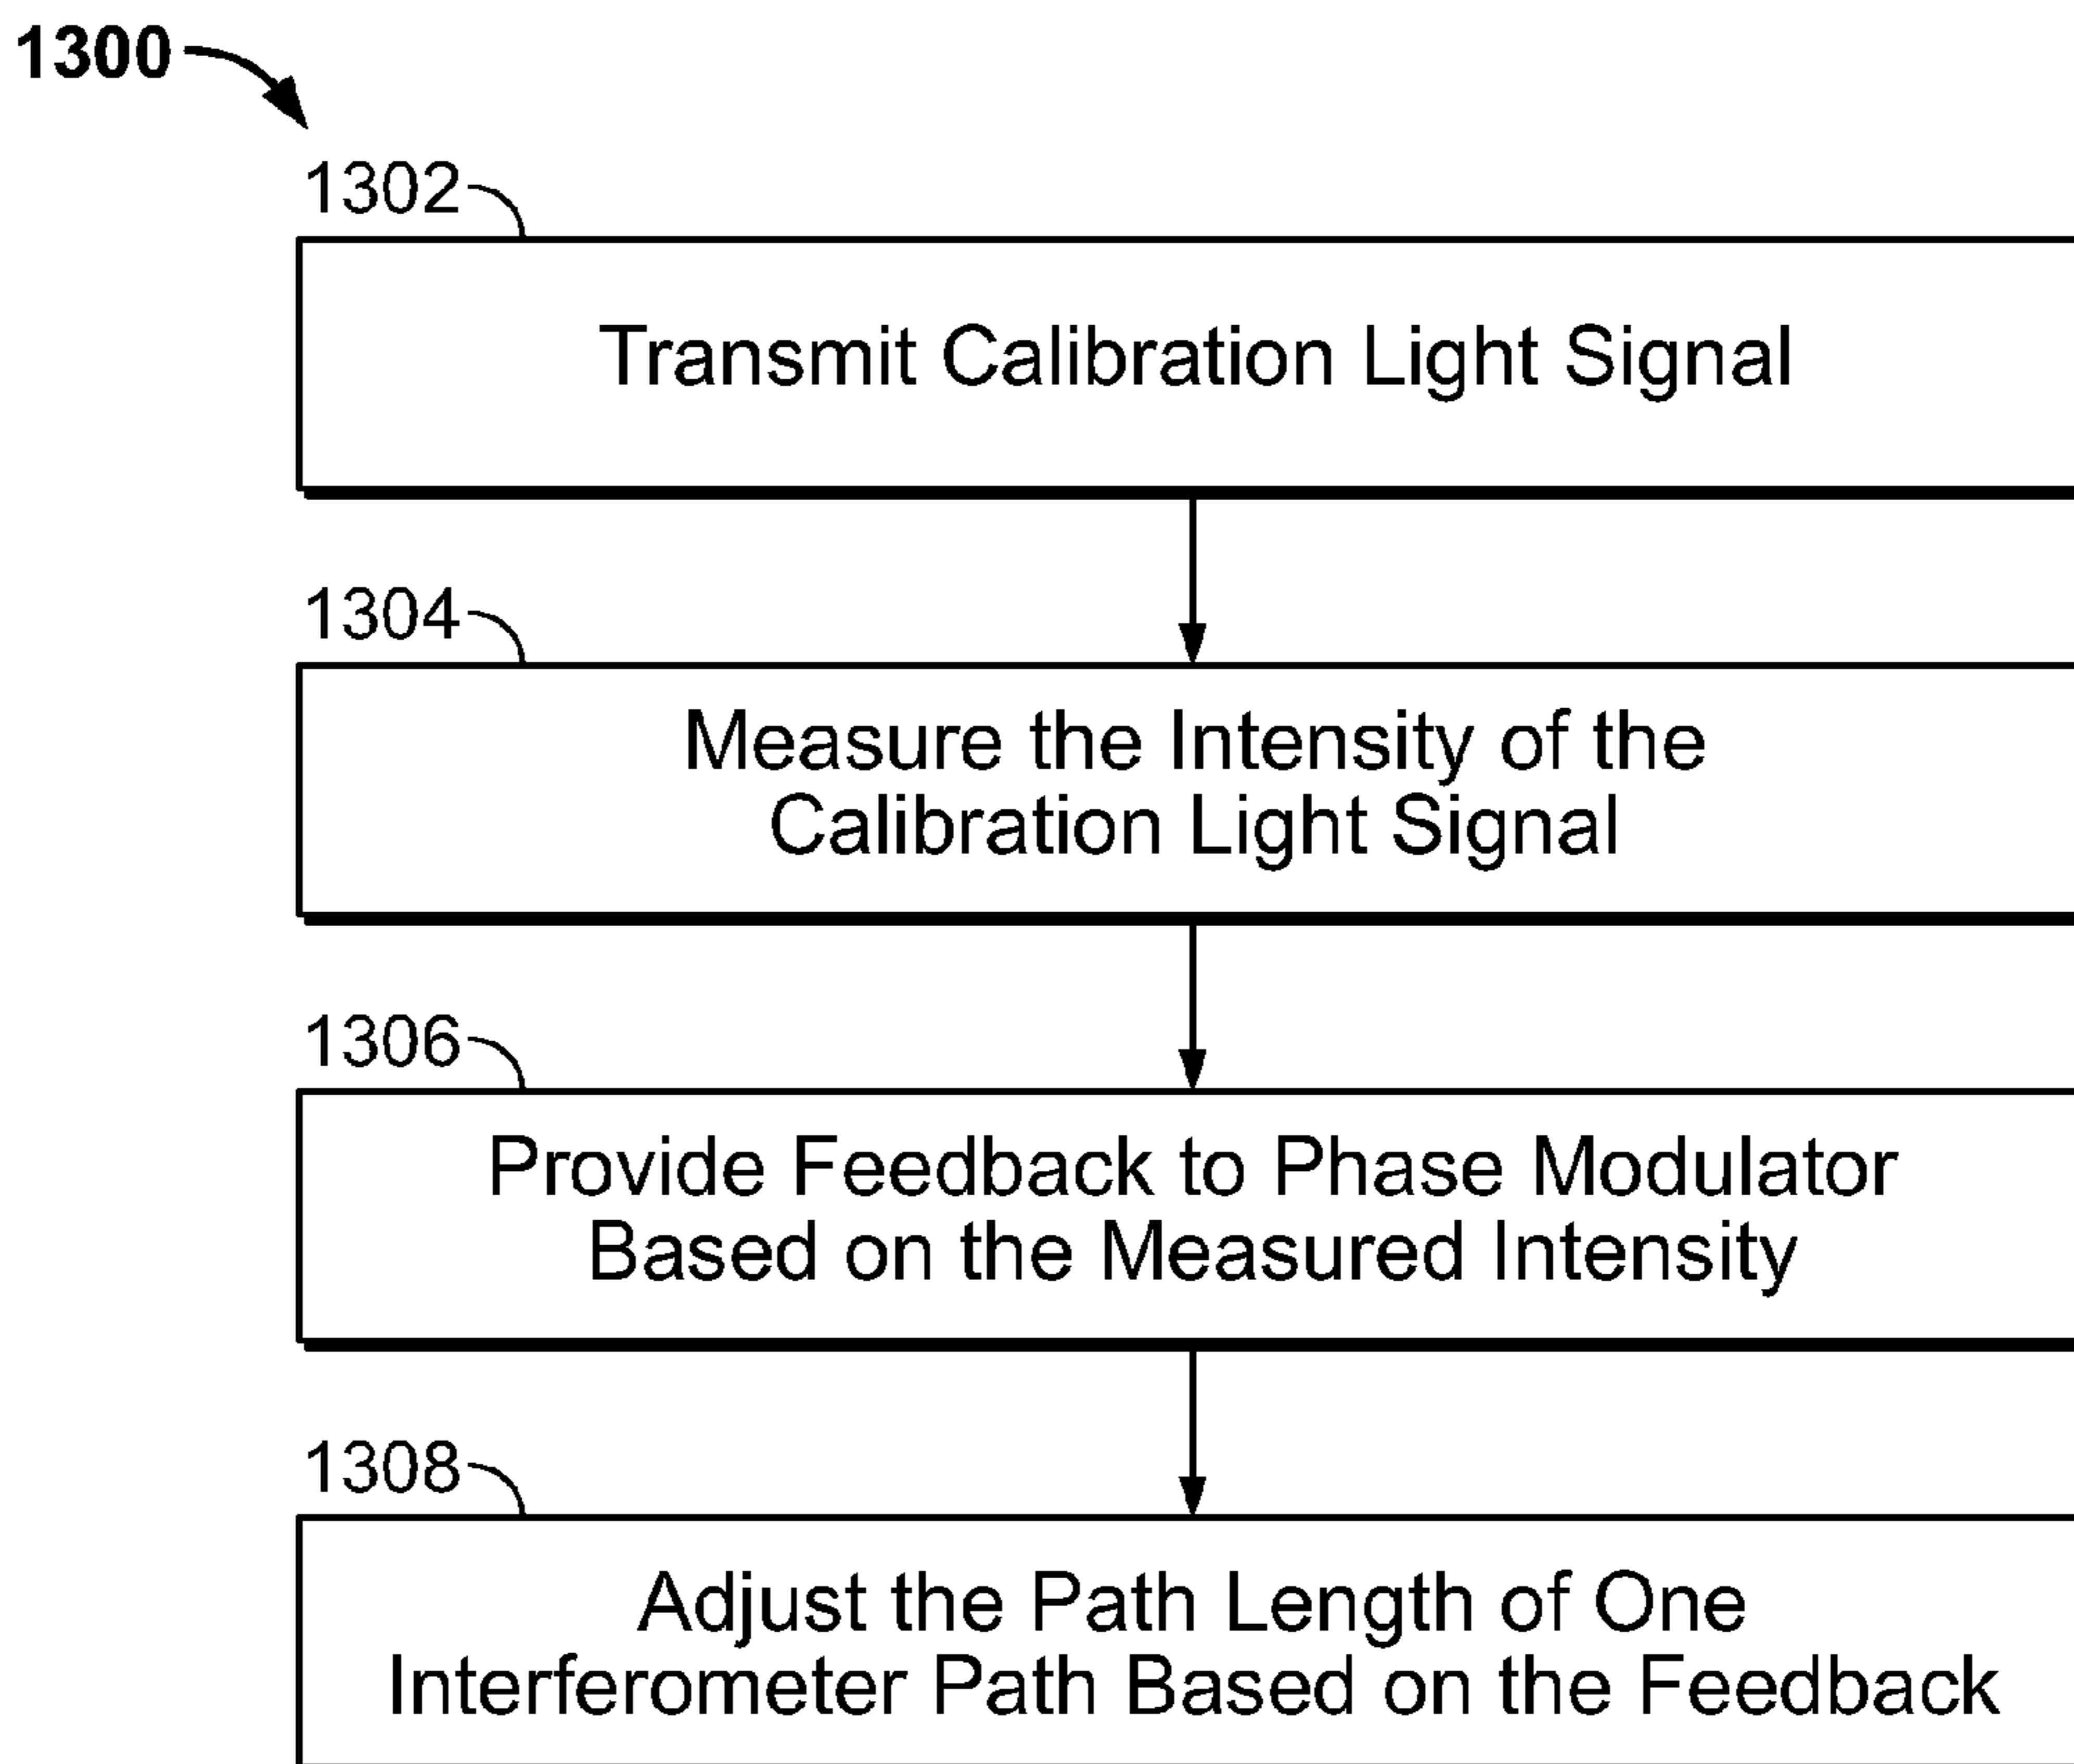 1300
1302
Transmit Calibration Light Signal
1304
Measure the Intensity of the
Calibration Light Signal
1306
Provide Feedback to Phase Modulator
Based on the Measured Intensity
1308
Adjust the Path Length of One
Interferometer Path Based on the Feedback